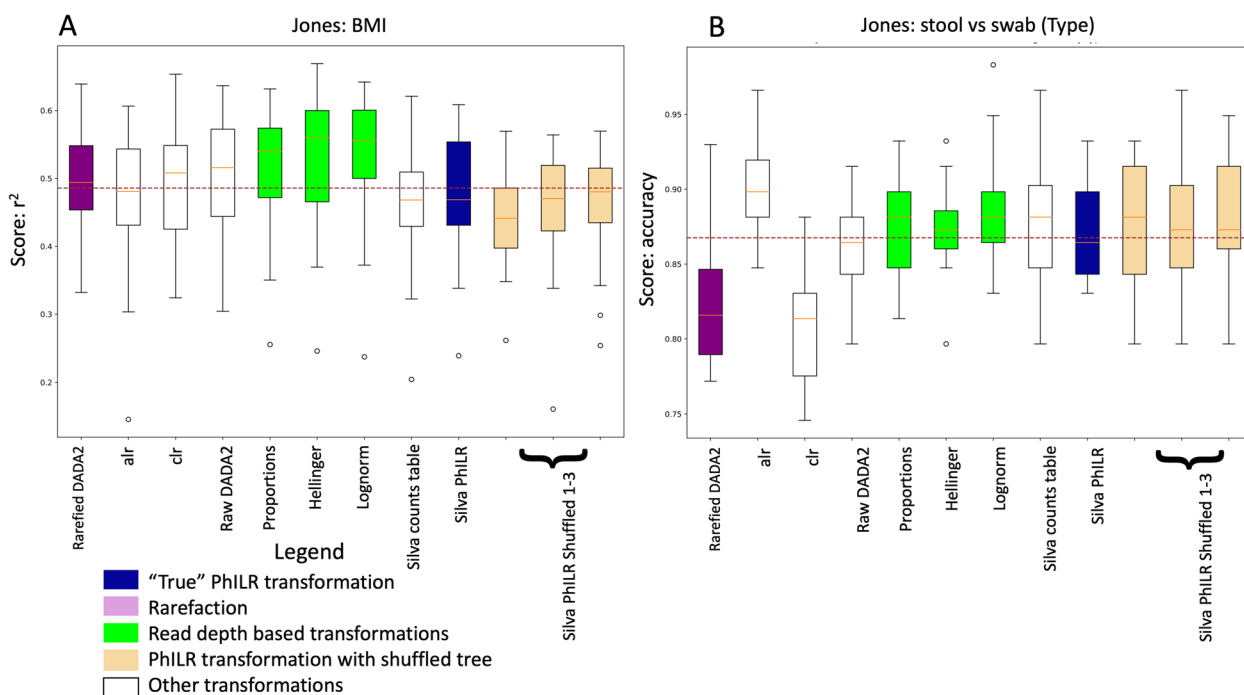 A
Jones: BMI
Score: r²
0.6
0.5
0.4
0.3
0.2
Rarefied DADA2
alr
clr
Raw DADA2
Proportions
Hellinger
Lognorm
Silva counts table
Silva PhILR
Silva PhILR Shuffled 1-3
B
Jones: stool vs swab (Type)
Score: accuracy
0.95
0.90
0.85
0.80
0.75
Rarefied DADA2
alr
clr
Raw DADA2
Proportions
Hellinger
Lognorm
Silva counts table
Silva PhILR
Silva PhILR Shuffled 1-3
Legend
“True” PhILR transformation
Rarefaction
Read depth based transformations
PhILR transformation with shuffled tree
Other transformations